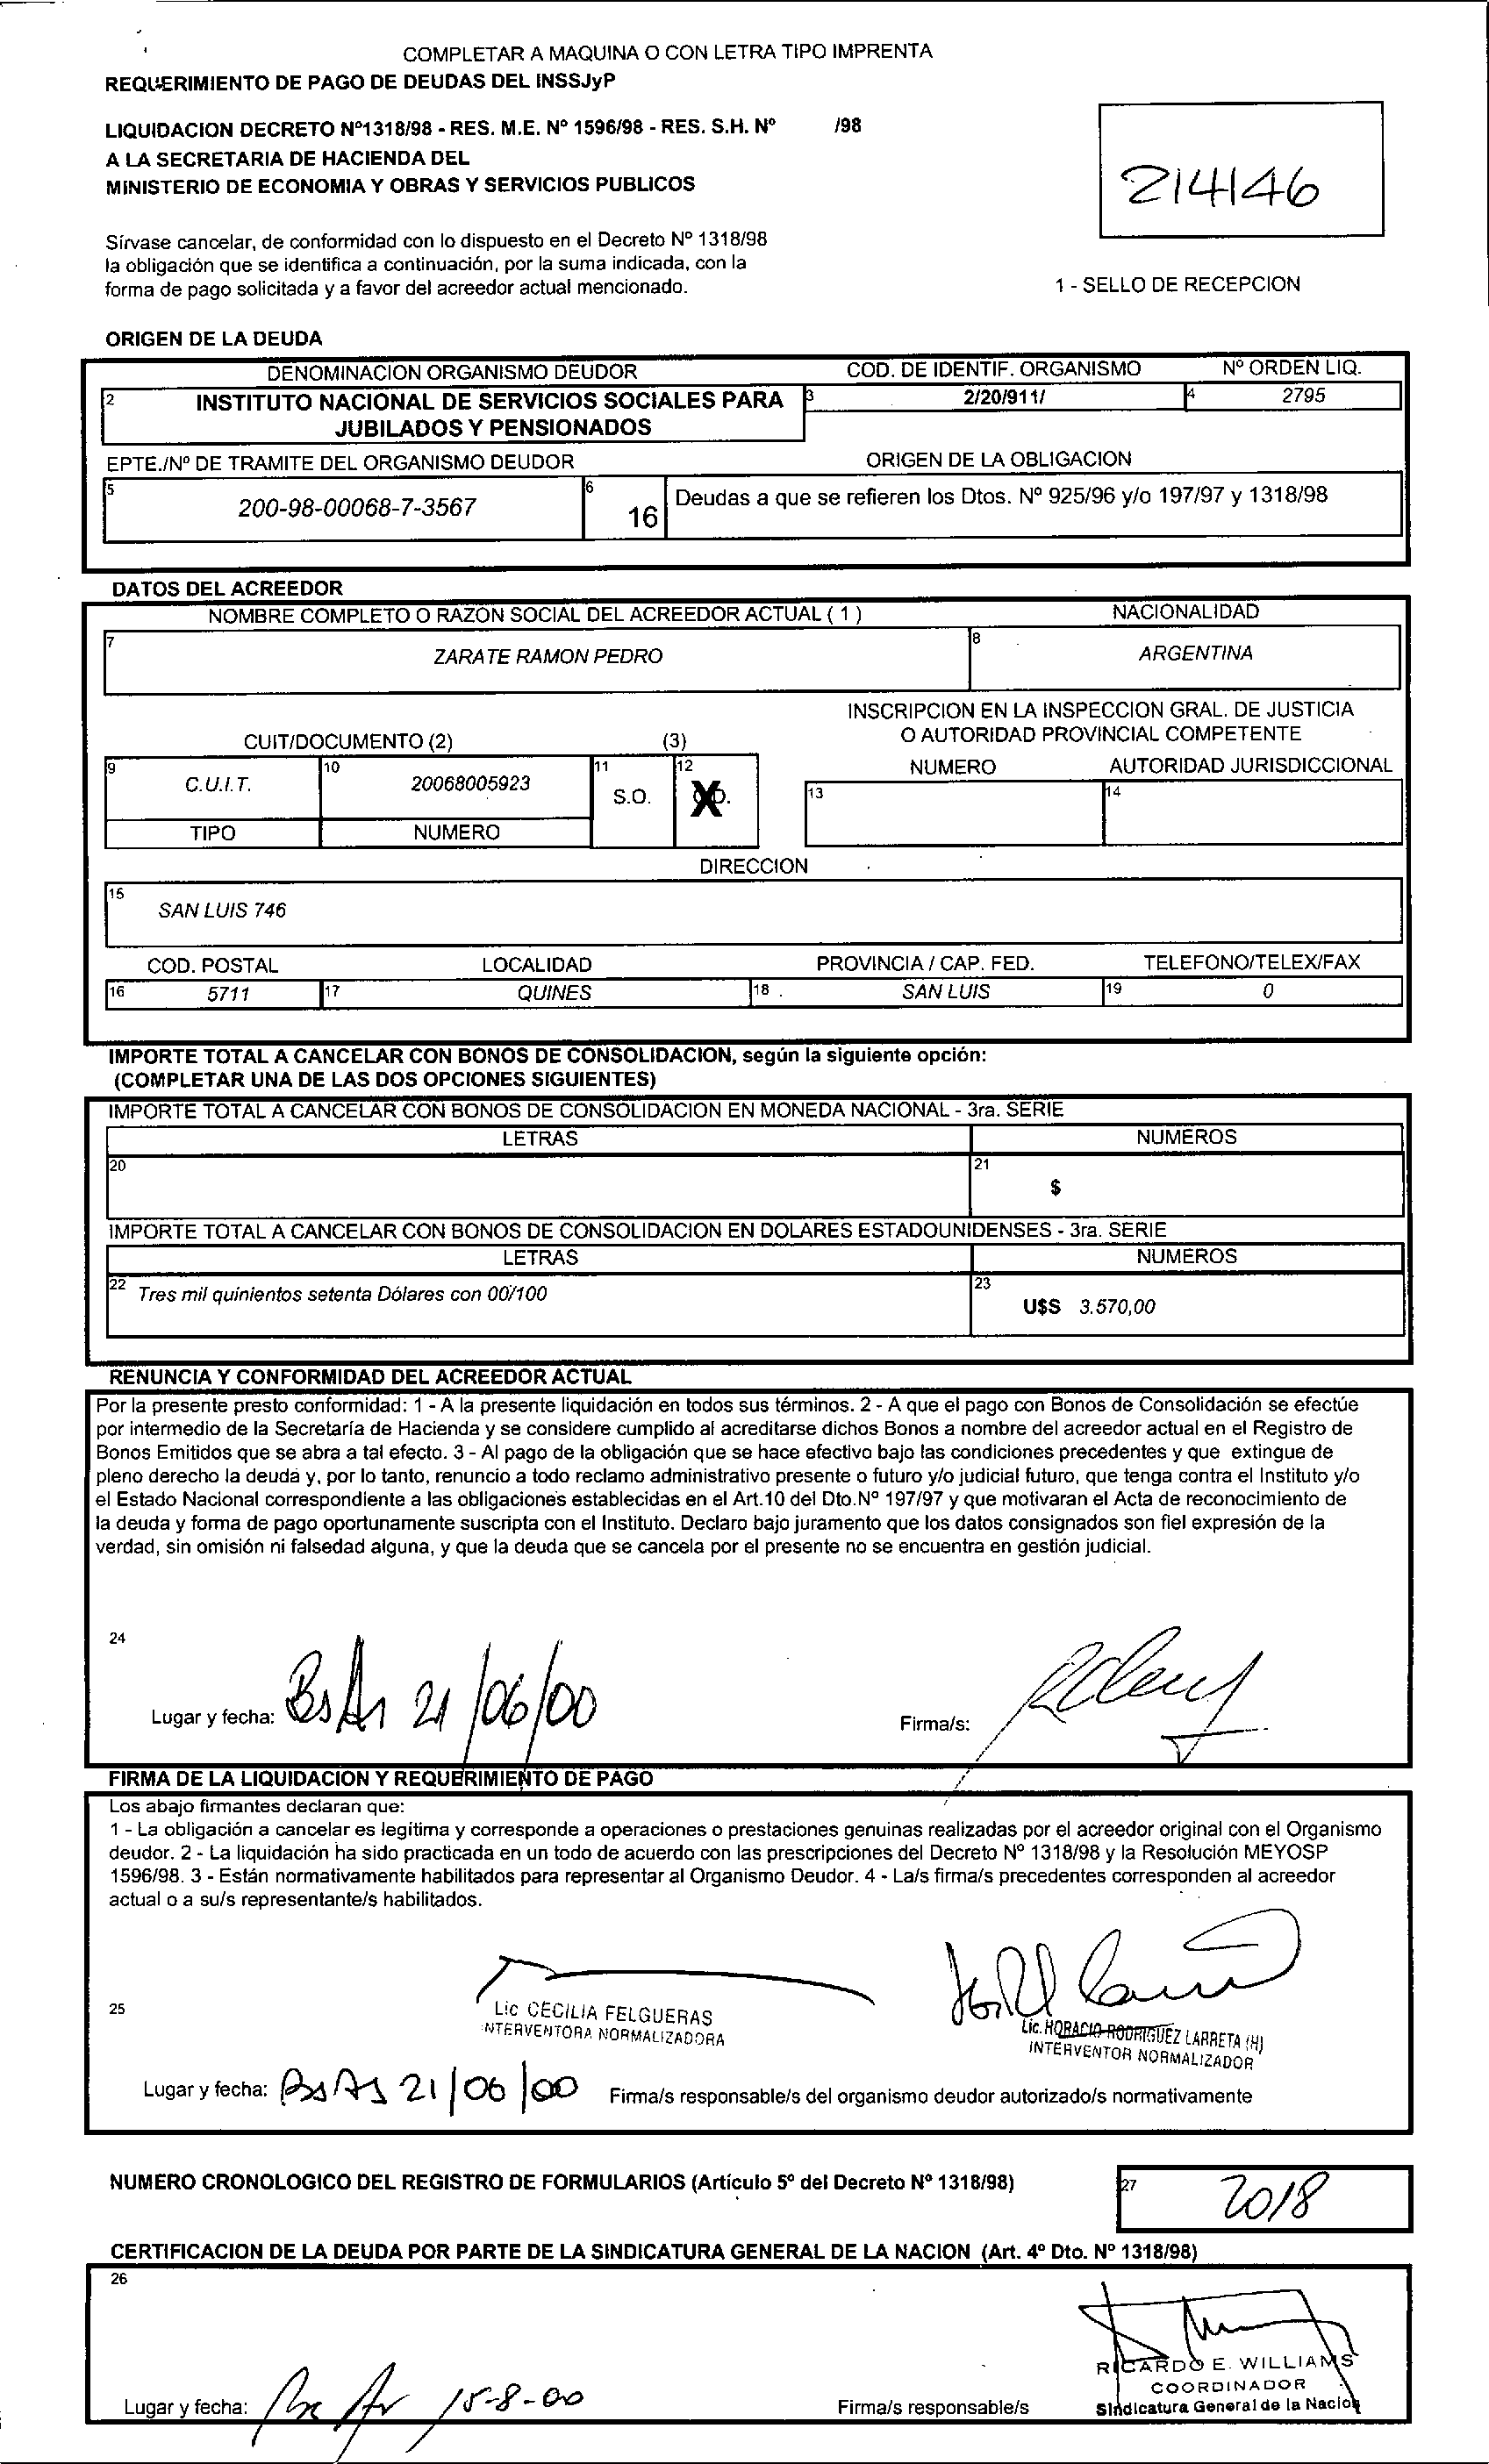 COMPLETAR A MAQUINA O CON LETRA TIPO IMPRENTA
REQUERIMIENTO DE PAGO DE DEUDAS DEL INSSJyP
LIQUIDACION DECRETO Nº1318/98 - RES. M.E. Nº 1596/98 - RES. S.H. Nº /98
A LA SECRETARIA DE HACIENDA DEL
MINISTERIO DE ECONOMIA Y OBRAS Y SERVICIOS PUBLICOS
214146
Sírvase cancelar, de conformidad con lo dispuesto en el Decreto Nº 1318/98
la obligación que se identifica a continuación, por la suma indicada, con la
forma de pago solicitada y a favor del acreedor actual mencionado.
1 - SELLO DE RECEPCION
ORIGEN DE LA DEUDA
DENOMINACION ORGANISMO DEUDOR COD. DE IDENTIF. ORGANISMO Nº ORDEN LIQ.
2 INSTITUTO NACIONAL DE SERVICIOS SOCIALES PARA 3 2/20/911/ 4 2795
JUBILADOS Y PENSIONADOS
EPTE./Nº DE TRAMITE DEL ORGANISMO DEUDOR ORIGEN DE LA OBLIGACION
5 200-98-00068-7-3567 6 16 Deudas a que se refieren los Dtos. Nº 925/96 y/o 197/97 y 1318/98
DATOS DEL ACREEDOR
NOMBRE COMPLETO O RAZON SOCIAL DEL ACREEDOR ACTUAL ( 1 ) NACIONALIDAD
7 ZARATE RAMON PEDRO 8 ARGENTINA
INSCRIPCION EN LA INSPECCION GRAL. DE JUSTICIA
CUIT/DOCUMENTO (2) (3) O AUTORIDAD PROVINCIAL COMPETENTE
9 C.U.I.T. 10 20068005923 11 S.O. 12 X NUMERO AUTORIDAD JURISDICCIONAL
13 14
TIPO NUMERO
DIRECCION
15 SAN LUIS 746
COD. POSTAL LOCALIDAD PROVINCIA / CAP. FED. TELEFONO/TELEX/FAX
16 5711 17 QUINES 18 SAN LUIS 19 0
IMPORTE TOTAL A CANCELAR CON BONOS DE CONSOLIDACION, según la siguiente opción:
(COMPLETAR UNA DE LAS DOS OPCIONES SIGUIENTES)
IMPORTE TOTAL A CANCELAR CON BONOS DE CONSOLIDACION EN MONEDA NACIONAL - 3ra. SERIE
LETRAS NUMEROS
20 21 $
IMPORTE TOTAL A CANCELAR CON BONOS DE CONSOLIDACION EN DOLARES ESTADOUNIDENSES - 3ra. SERIE
LETRAS NUMEROS
22 Tres mil quinientos setenta Dólares con 00/100 23 U$S 3.570,00
RENUNCIA Y CONFORMIDAD DEL ACREEDOR ACTUAL
Por la presente presto conformidad: 1 - A la presente liquidación en todos sus términos. 2 - A que el pago con Bonos de Consolidación se efectúe
por intermedio de la Secretaría de Hacienda y se considere cumplido al acreditarse dichos Bonos a nombre del acreedor actual en el Registro de
Bonos Emitidos que se abra a tal efecto. 3 - Al pago de la obligación que se hace efectivo bajo las condiciones precedentes y que extingue de
pleno derecho la deuda y, por lo tanto, renuncio a todo reclamo administrativo presente o futuro y/o judicial futuro, que tenga contra el Instituto y/o
el Estado Nacional correspondiente a las obligaciones establecidas en el Art.10 del Dto.Nº 197/97 y que motivaran el Acta de reconocimiento de
la deuda y forma de pago oportunamente suscripta con el Instituto. Declaro bajo juramento que los datos consignados son fiel expresión de la
verdad, sin omisión ni falsedad alguna, y que la deuda que se cancela por el presente no se encuentra en gestión judicial.
24
Lugar y fecha: Bs As 21/06/00 Firma/s:
FIRMA DE LA LIQUIDACION Y REQUERIMIENTO DE PAGO
Los abajo firmantes declaran que:
1 - La obligación a cancelar es legítima y corresponde a operaciones o prestaciones genuinas realizadas por el acreedor original con el Organismo
deudor. 2 - La liquidación ha sido practicada en un todo de acuerdo con las prescripciones del Decreto Nº 1318/98 y la Resolución MEYOSP
1596/98. 3 - Están normativamente habilitados para representar al Organismo Deudor. 4 - La/s firma/s precedentes corresponden al acreedor
actual o a su/s representante/s habilitados.
25
Lic CECILIA FELGUERAS
INTERVENTORA NORMALIZADORA
Lic. HORACIO RODRIGUEZ LARRETA (H)
INTERVENTOR NORMALIZADOR
Lugar y fecha: Bs As 21/06/00 Firma/s responsable/s del organismo deudor autorizado/s normativamente
NUMERO CRONOLOGICO DEL REGISTRO DE FORMULARIOS (Artículo 5º del Decreto Nº 1318/98) 27 2018
CERTIFICACION DE LA DEUDA POR PARTE DE LA SINDICATURA GENERAL DE LA NACION (Art. 4º Dto. Nº 1318/98)
26
RICARDO E. WILLIAMS
COORDINADOR
Sindicatura General de la Nación
Lugar y fecha: 15-8-00 Firma/s responsable/s